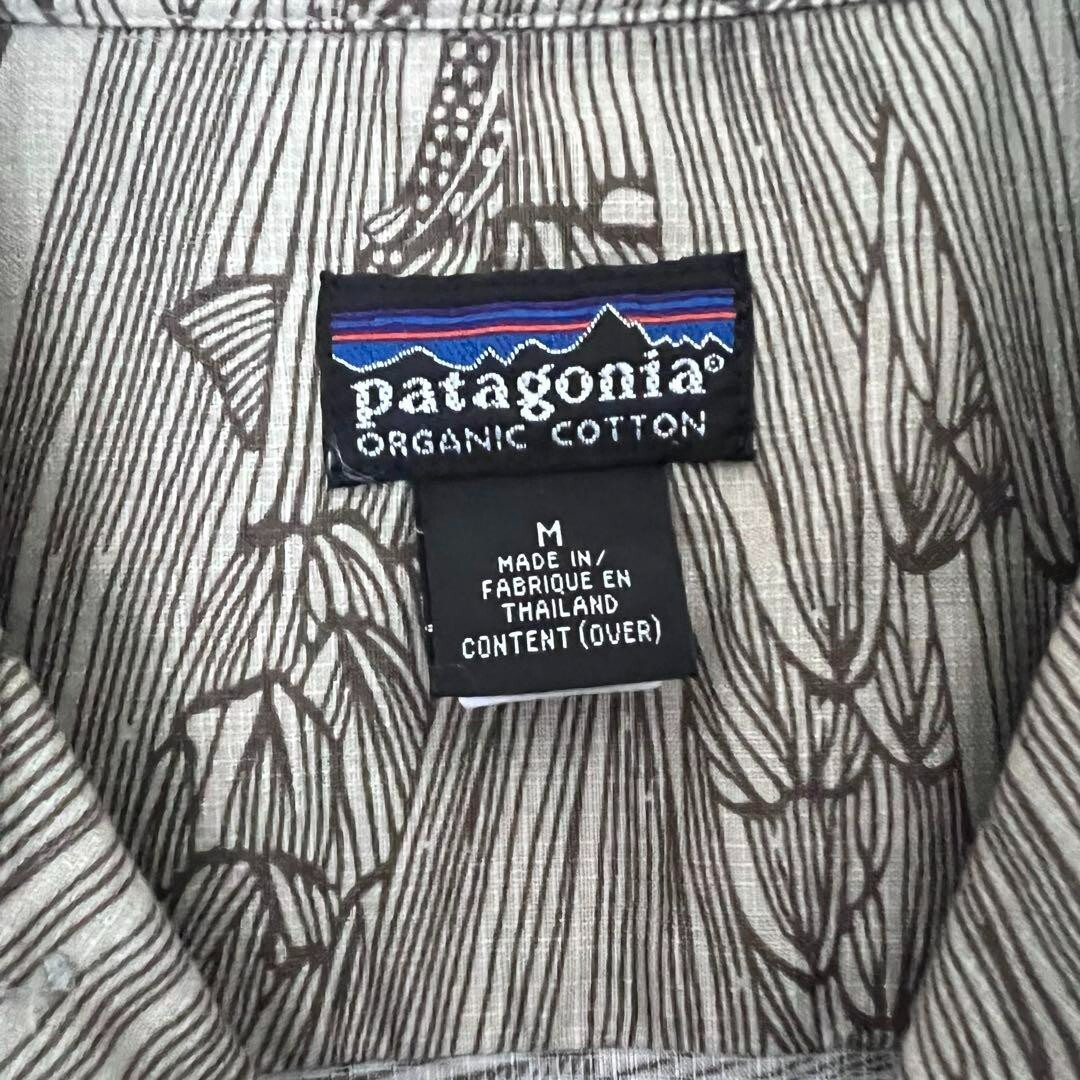 patagonia®
ORGANIC COTTON
M
MADE IN/
FABRIQUE EN
THAILAND
CONTENT (OVER)